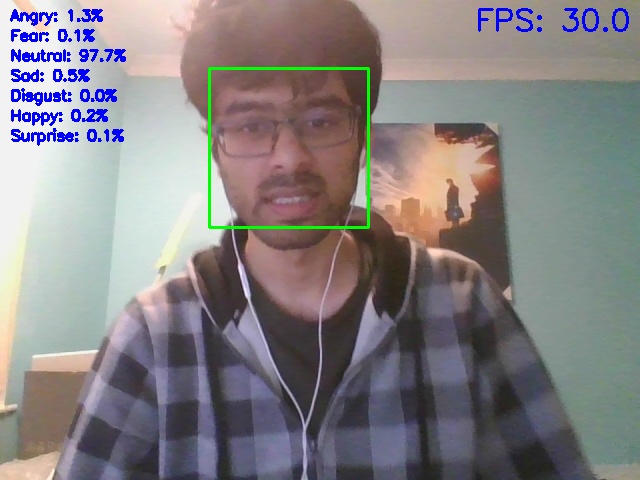 Angry: 1.3%
Fear: 0.1%
Neutral: 97.7%
Sad: 0.5%
Disgust: 0.0%
Happy: 0.2%
Surprise: 0.1%
FPS: 30.0